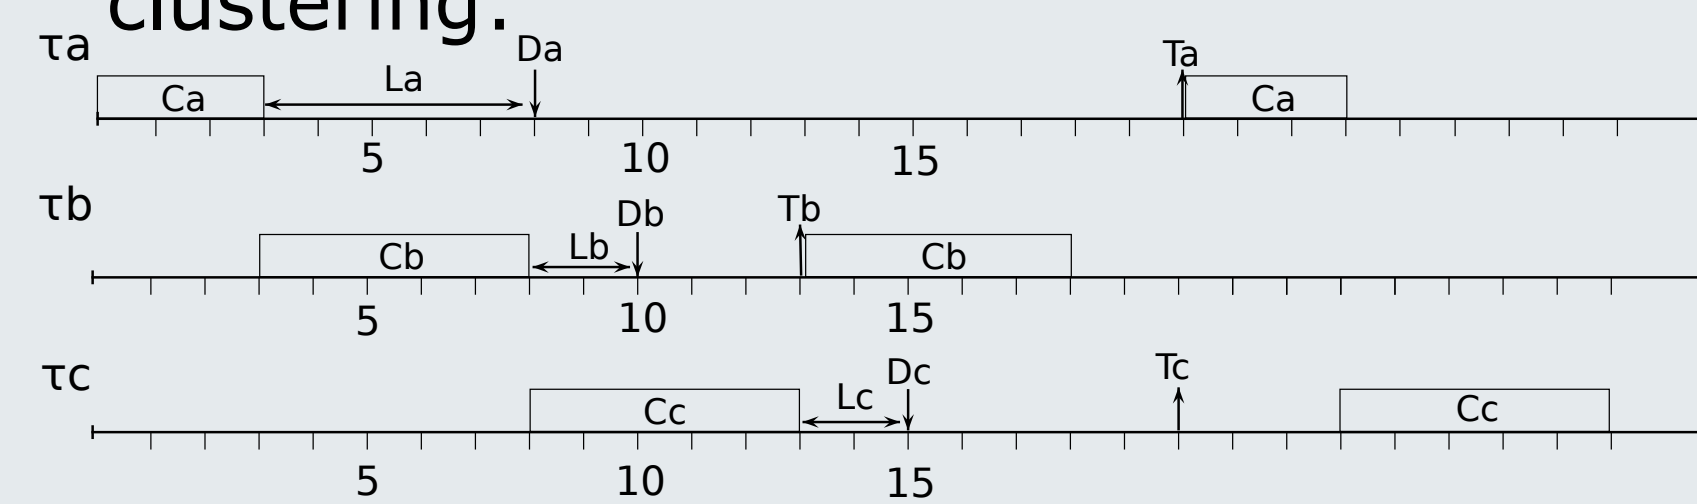 clustering:
τa Da Ta
Ca La Ca
5 10 15
τb Db Tb
Cb Lb Cb
5 10 15
τc Dc Tc
Cc Lc Cc
5 10 15